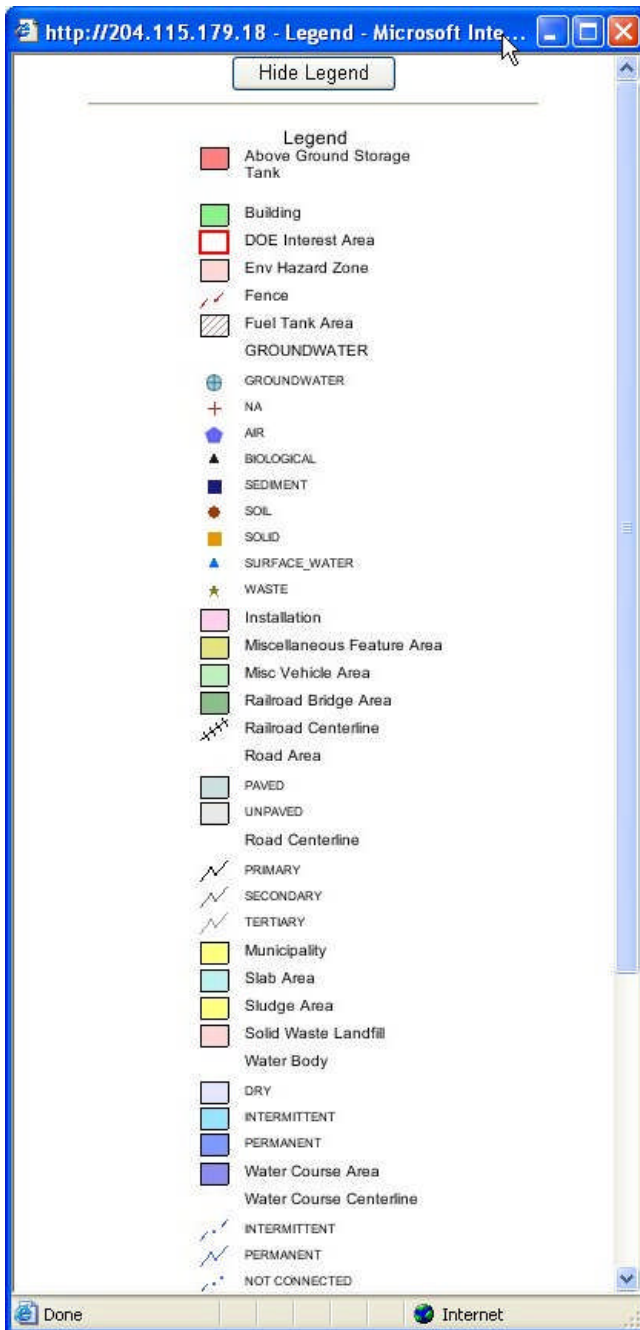 http://204.115.179.18 - Legend - Microsoft Inte...
Hide Legend
Legend
Above Ground Storage
Tank
Building
DOE Interest Area
Env Hazard Zone
Fence
Fuel Tank Area
GROUNDWATER
GROUNDWATER
NA
AIR
BIOLOGICAL
SEDIMENT
SOIL
SOLID
SURFACE_WATER
WASTE
Installation
Miscellaneous Feature Area
Misc Vehicle Area
Railroad Bridge Area
Railroad Centerline
Road Area
PAVED
UNPAVED
Road Centerline
PRIMARY
SECONDARY
TERTIARY
Municipality
Slab Area
Sludge Area
Solid Waste Landfill
Water Body
DRY
INTERMITTENT
PERMANENT
Water Course Area
Water Course Centerline
INTERMITTENT
PERMANENT
NOT CONNECTED
Done
Internet